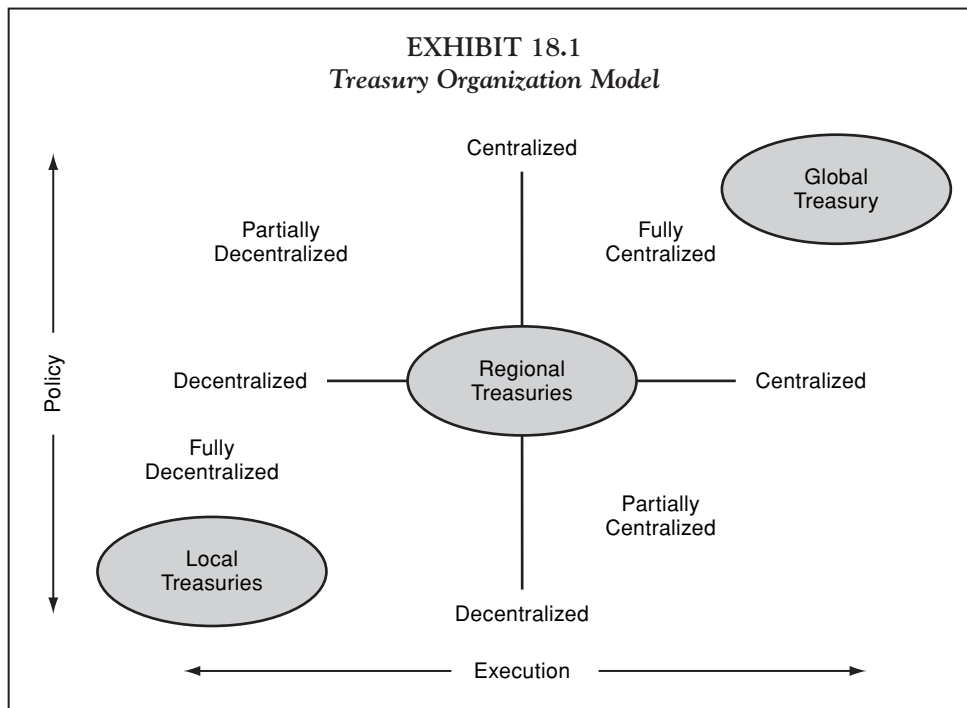 EXHIBIT 18.1
Treasury Organization Model
Centralized
Global
Treasury
Partially
Decentralized
Fully
Centralized
Policy
Decentralized
Regional
Treasuries
Centralized
Fully
Decentralized
Partially
Centralized
Local
Treasuries
Decentralized
Execution